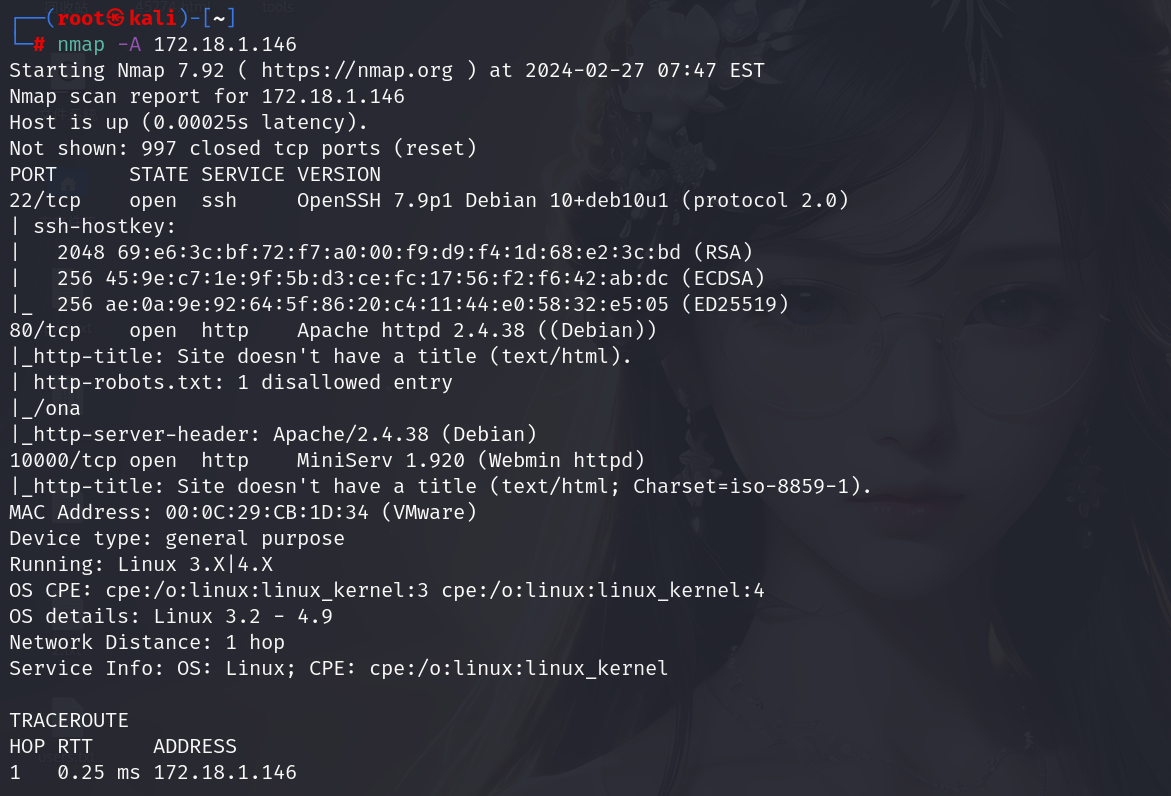 ┌──(root㉿kali)-[~]
└─# nmap -A 172.18.1.146
Starting Nmap 7.92 ( https://nmap.org ) at 2024-02-27 07:47 EST
Nmap scan report for 172.18.1.146
Host is up (0.00025s latency).
Not shown: 997 closed tcp ports (reset)
PORT      STATE SERVICE VERSION
22/tcp    open  ssh     OpenSSH 7.9p1 Debian 10+deb10u1 (protocol 2.0)
| ssh-hostkey:
|   2048 69:e6:3c:bf:72:f7:a0:00:f9:d9:f4:1d:68:e2:3c:bd (RSA)
|   256 45:9e:c7:1e:9f:5b:d3:ce:fc:17:56:f2:f6:42:ab:dc (ECDSA)
|_  256 ae:0a:9e:92:64:5f:86:20:c4:11:44:e0:58:32:e5:05 (ED25519)
80/tcp    open  http    Apache httpd 2.4.38 ((Debian))
|_http-title: Site doesn't have a title (text/html).
| http-robots.txt: 1 disallowed entry
|_/ona
|_http-server-header: Apache/2.4.38 (Debian)
10000/tcp open  http    MiniServ 1.920 (Webmin httpd)
|_http-title: Site doesn't have a title (text/html; Charset=iso-8859-1).
MAC Address: 00:0C:29:CB:1D:34 (VMware)
Device type: general purpose
Running: Linux 3.X|4.X
OS CPE: cpe:/o:linux:linux_kernel:3 cpe:/o:linux:linux_kernel:4
OS details: Linux 3.2 - 4.9
Network Distance: 1 hop
Service Info: OS: Linux; CPE: cpe:/o:linux:linux_kernel

TRACEROUTE
HOP RTT     ADDRESS
1   0.25 ms 172.18.1.146